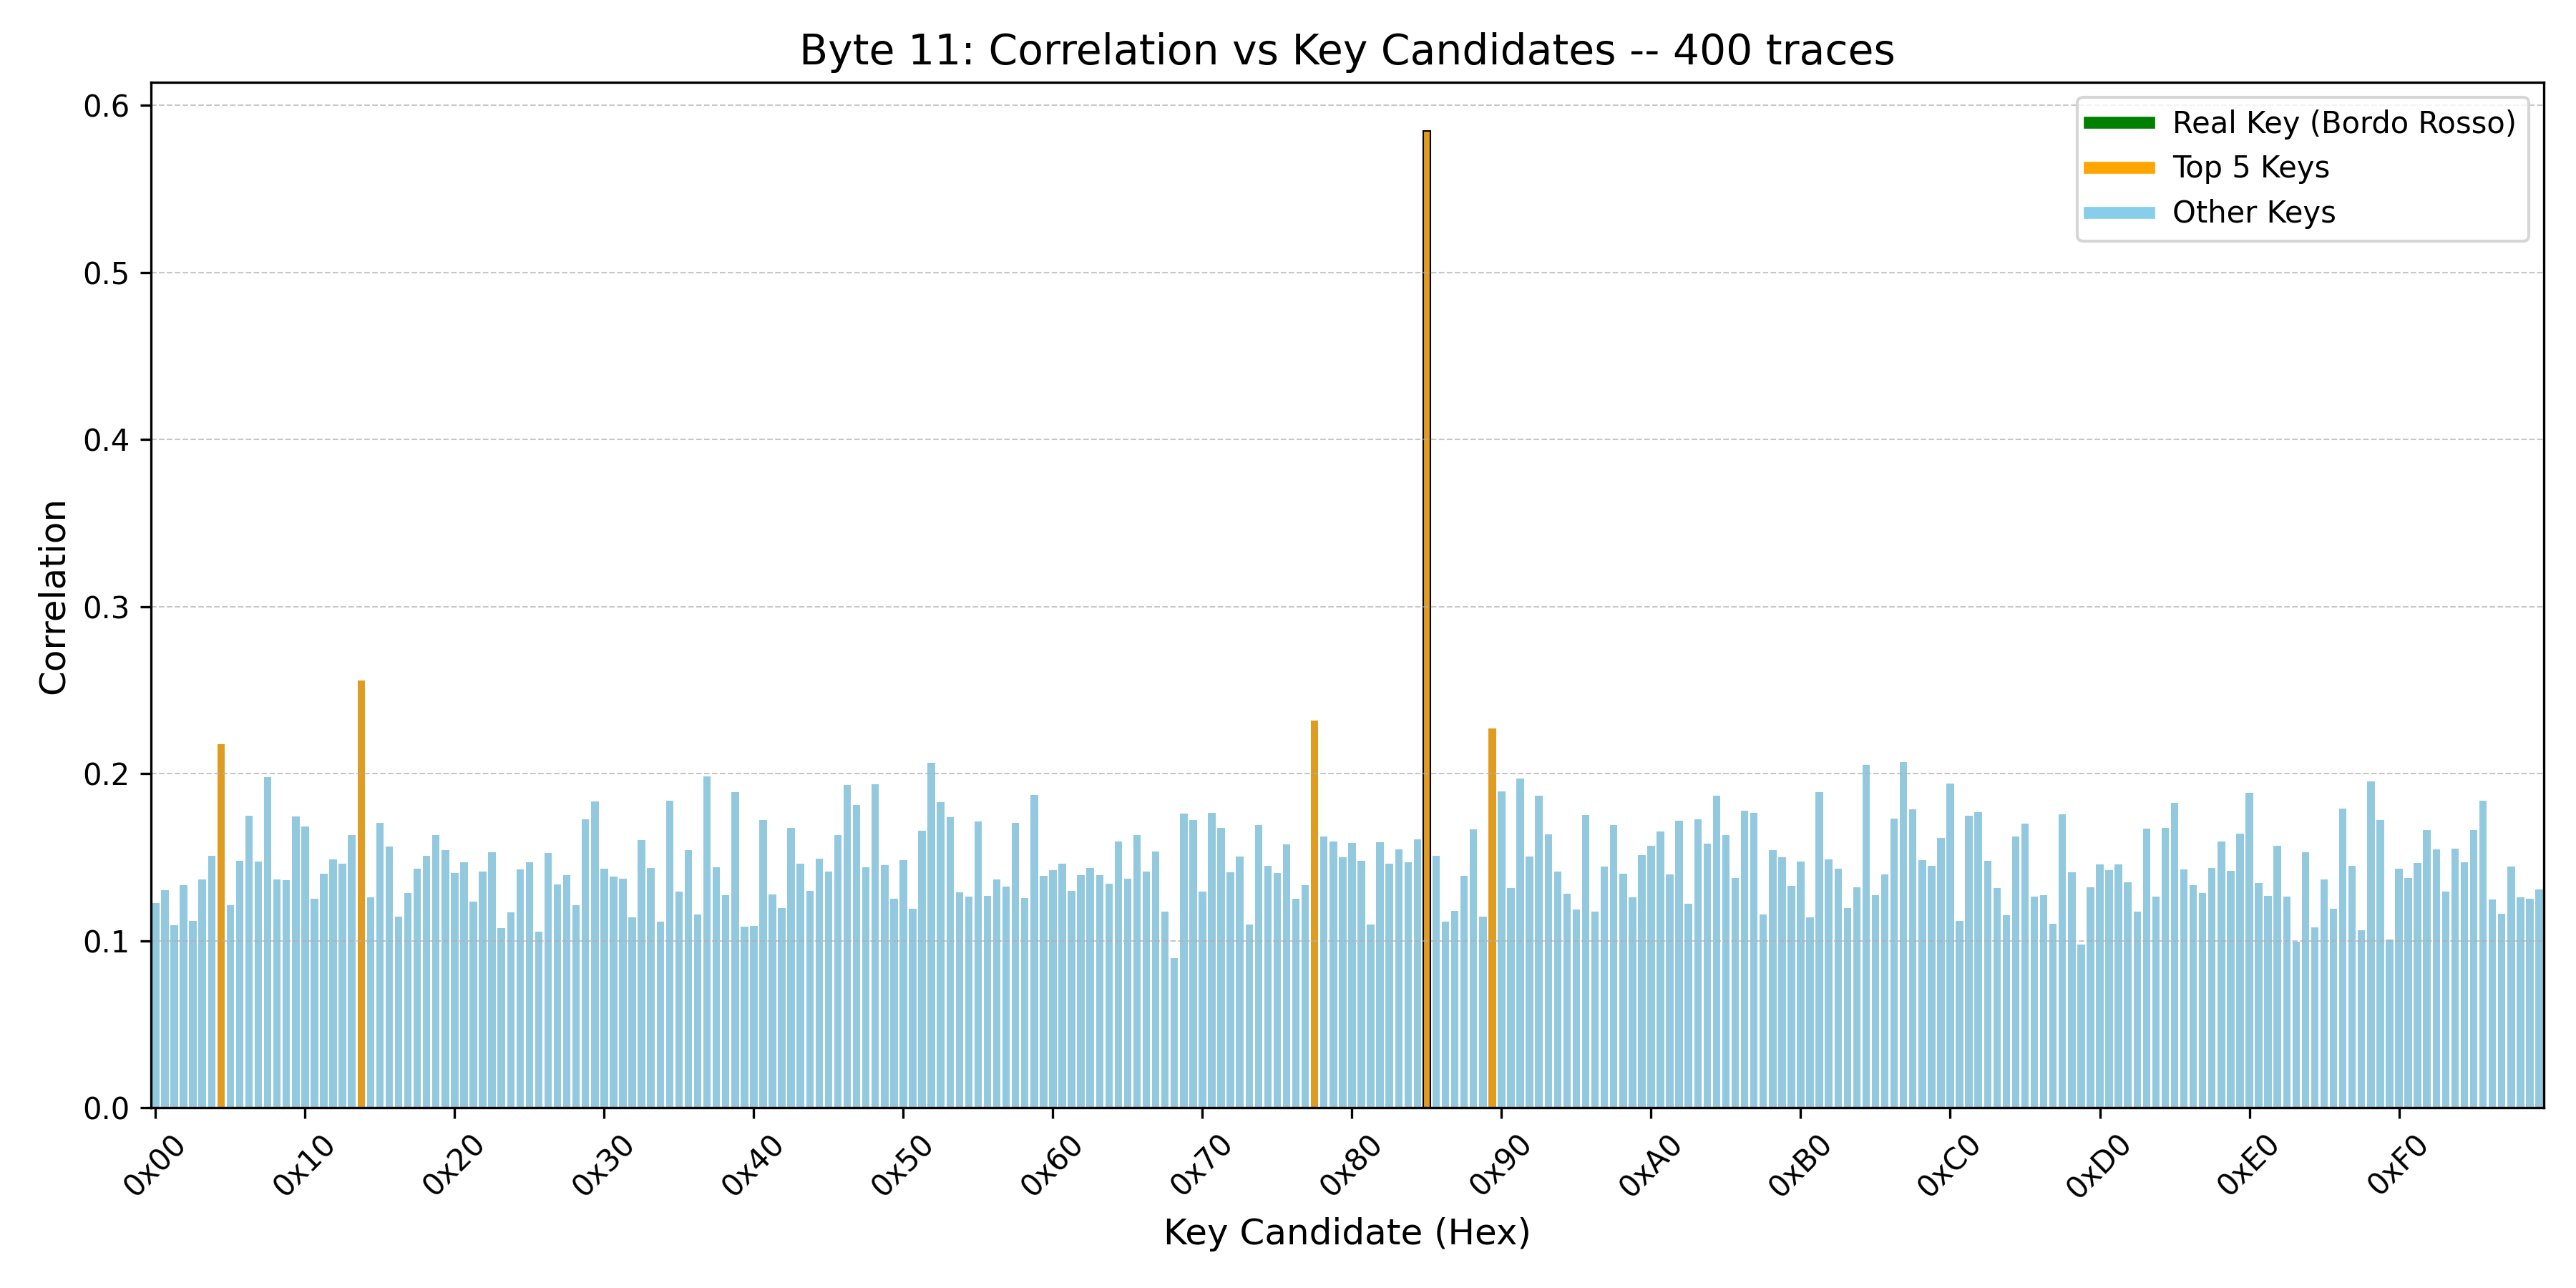 Byte 11: Correlation vs Key Candidates -- 400 traces
Real Key (Bordo Rosso)
Top 5 Keys
Other Keys
Correlation
0.6
0.5
0.4
0.3
0.2
0.1
0.0
0x00 0x10 0x20 0x30 0x40 0x50 0x60 0x70 0x80 0x90 0xA0 0xB0 0xC0 0xD0 0xE0 0xF0
Key Candidate (Hex)